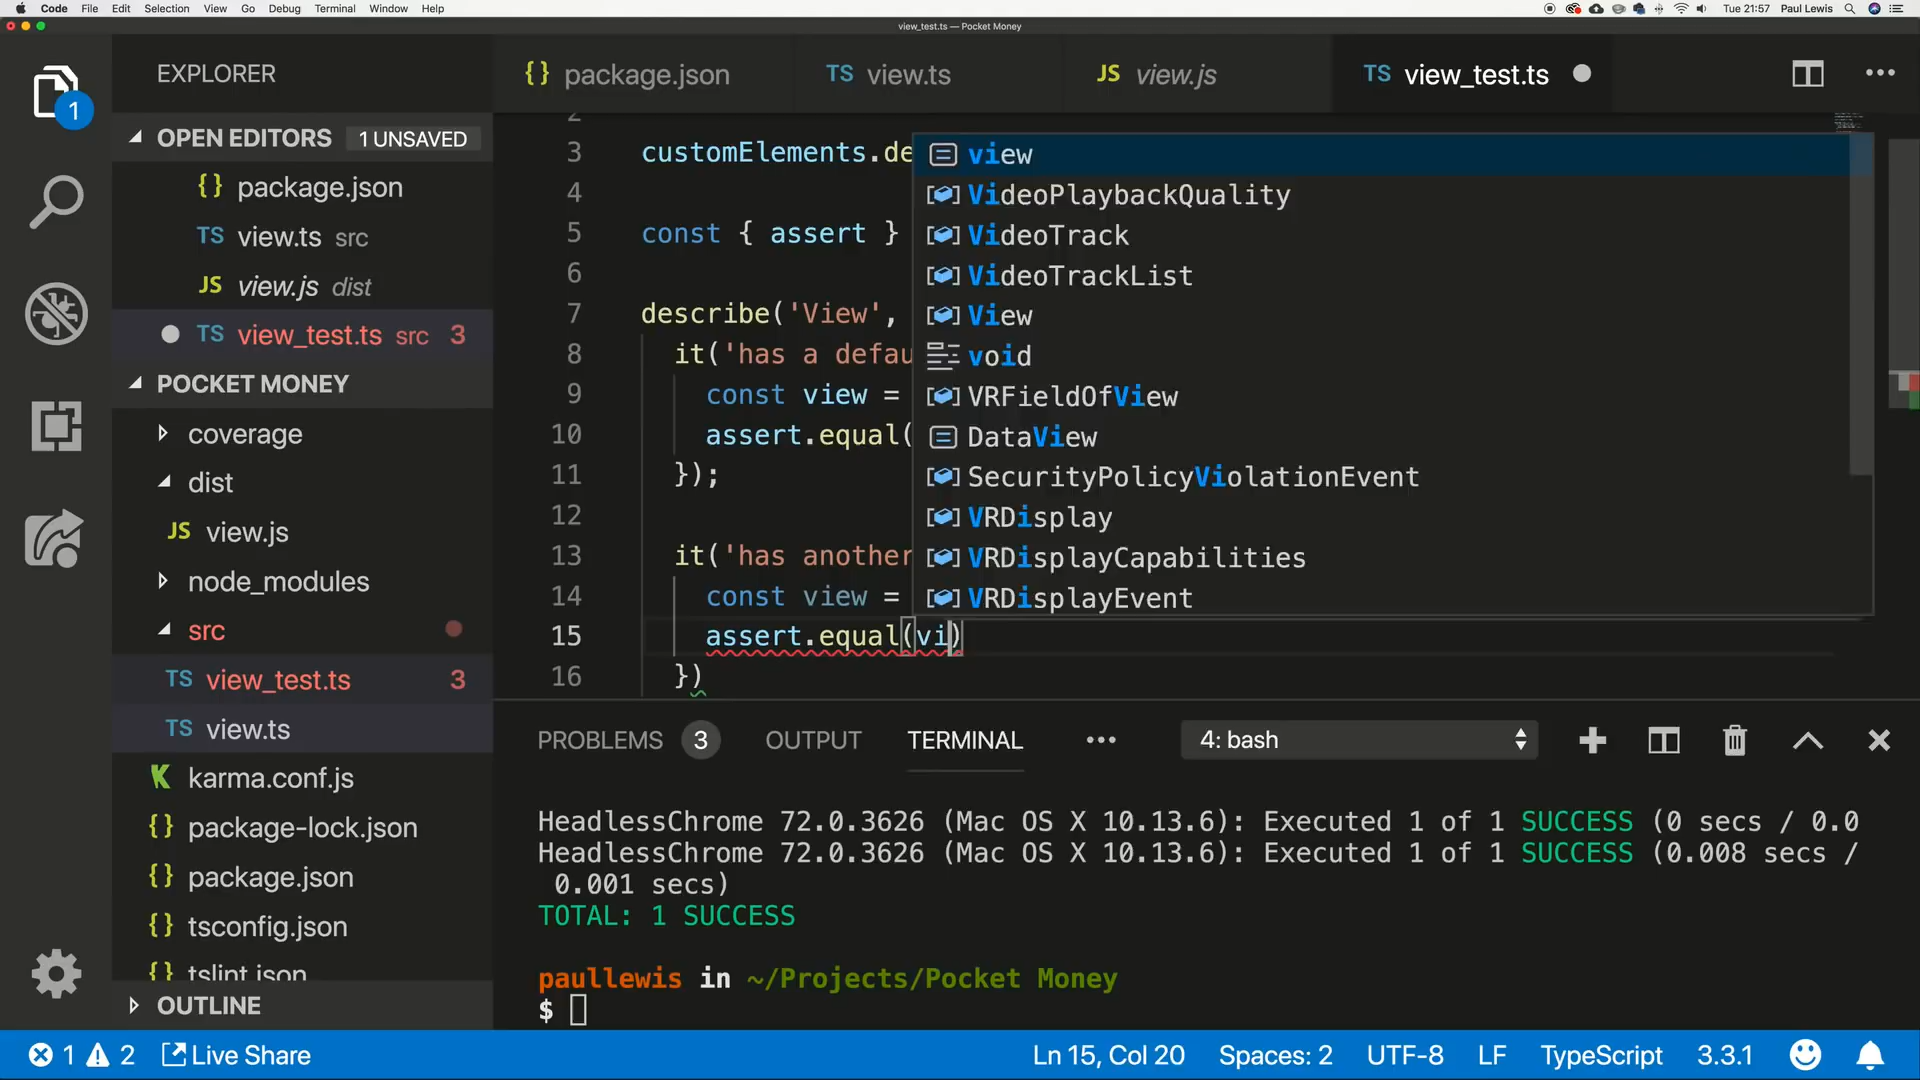 Code File Edit Selection View Go Debug Terminal Window Help Tue 21:57 Paul Lewis
view_test.ts — Pocket Money
EXPLORER
1
OPEN EDITORS 1 UNSAVED
{} package.json
TS view.ts src
JS view.js dist
TS view_test.ts src 3
POCKET MONEY
coverage
dist
JS view.js
node_modules
src
TS view_test.ts 3
TS view.ts
karma.conf.js
{} package-lock.json
{} package.json
{} tsconfig.json
{} tslint.json
OUTLINE
{} package.json TS view.ts JS view.js TS view_test.ts
2
3 customElements.de
4
5 const { assert }
6
7 describe('View',
8 it('has a defau
9 const view =
10 assert.equal(
11 });
12
13 it('has another
14 const view =
15 assert.equal(vi)
16 })
view
VideoPlaybackQuality
VideoTrack
VideoTrackList
View
void
VRFieldOfView
DataView
SecurityPolicyViolationEvent
VRDisplay
VRDisplayCapabilities
VRDisplayEvent
PROBLEMS 3 OUTPUT TERMINAL ••• 4: bash
HeadlessChrome 72.0.3626 (Mac OS X 10.13.6): Executed 1 of 1 SUCCESS (0 secs / 0.0
HeadlessChrome 72.0.3626 (Mac OS X 10.13.6): Executed 1 of 1 SUCCESS (0.008 secs /
0.001 secs)
TOTAL: 1 SUCCESS
paullewis in ~/Projects/Pocket Money
$
1 2 Live Share Ln 15, Col 20 Spaces: 2 UTF-8 LF TypeScript 3.3.1